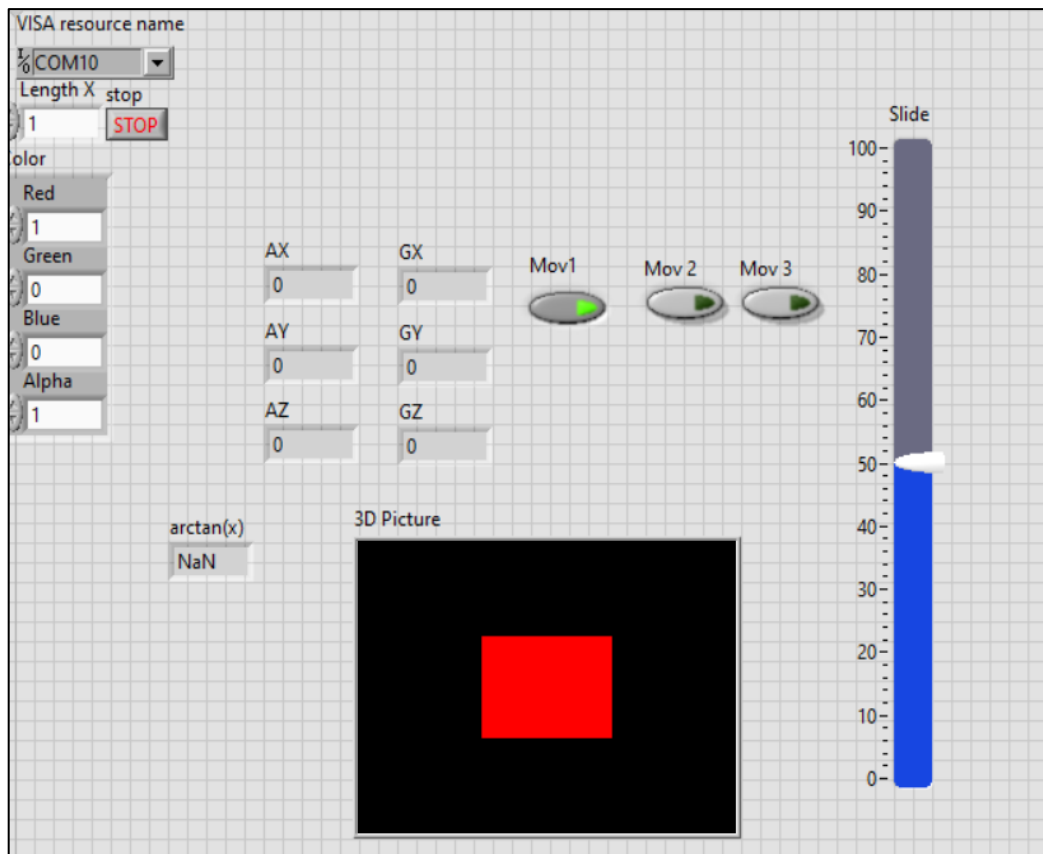 VISA resource name
I/O COM10
Length X
1
stop
STOP
Color
Red
1
Green
0
Blue
0
Alpha
1
AX
0
AY
0
AZ
0
GX
0
GY
0
GZ
0
Mov1
Mov 2
Mov 3
arctan(x)
NaN
3D Picture
Slide
100
90
80
70
60
50
40
30
20
10
0